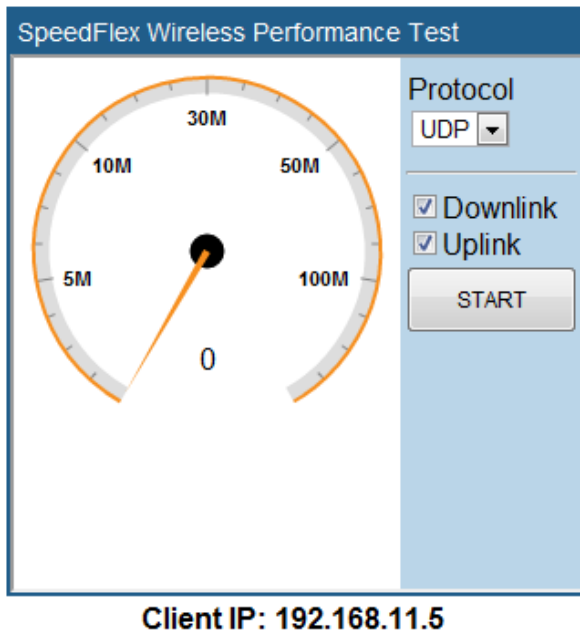 SpeedFlex Wireless Performance Test
Protocol
UDP
Downlink
Uplink
START
30M
10M
50M
5M
100M
0
Client IP: 192.168.11.5